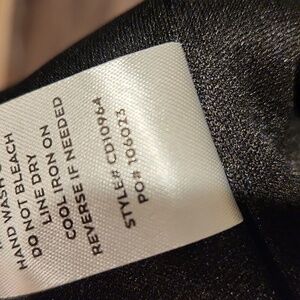 HAND WASH
DO NOT BLEACH
LINE DRY
COOL IRON ON
REVERSE IF NEEDED
STYLE# CD10964
PO# 106023